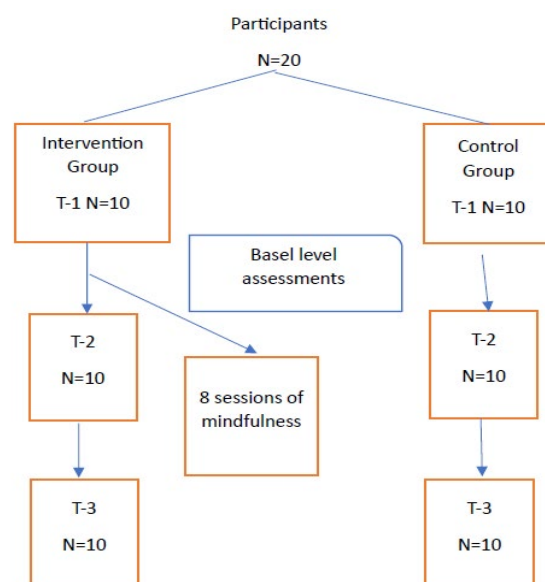 Participants
N=20
Intervention
Group
T-1 N=10
Control
Group
T-1 N=10
Basel level
assessments
T-2
N=10
8 sessions of
mindfulness
T-2
N=10
T-3
N=10
T-3
N=10